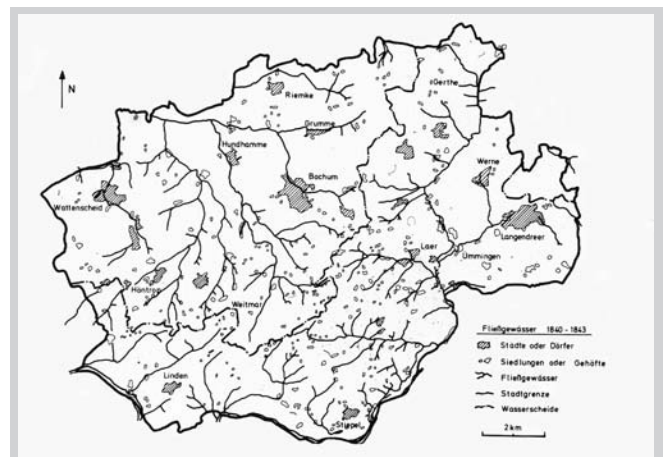 N
Gerthe
Riemke
Grumme
Hundhamme
Werne
Bochum
Wattenscheid
Langendreer
Laer
Ümmingen
Höntrop
Weitmar
Linden
Stiepel
Fließgewässer 1840 - 1843
Städte oder Dörfer
Siedlungen oder Gehöfte
Fließgewässer
Stadtgrenze
Wasserscheide
2 km